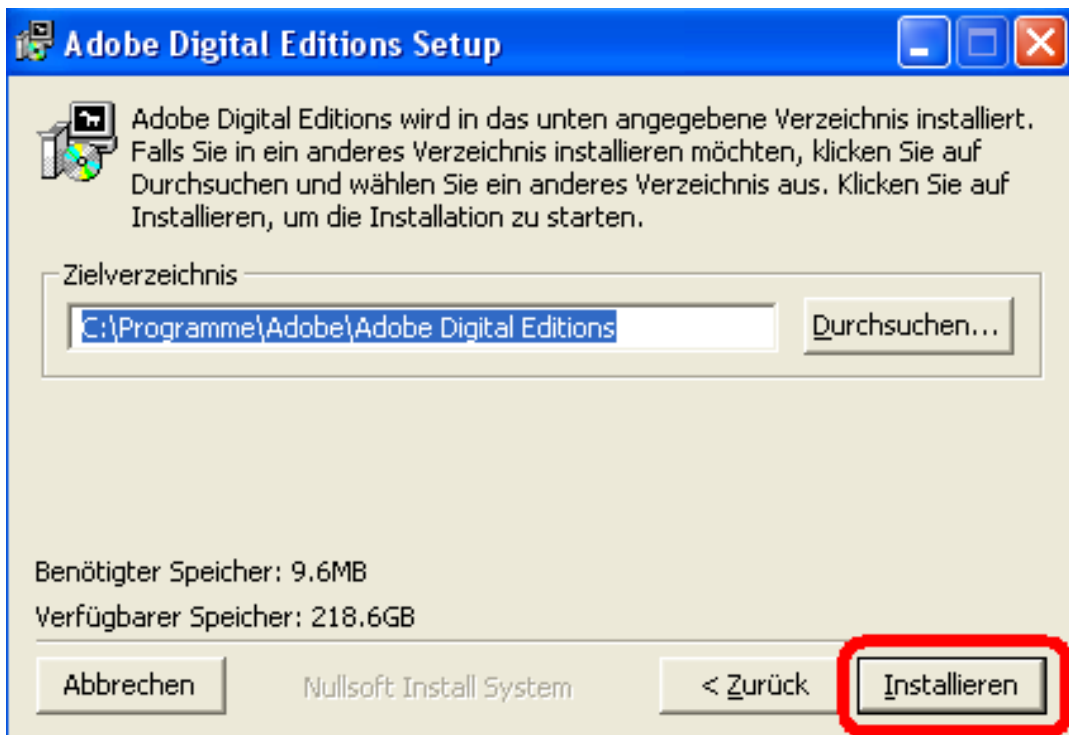 Adobe Digital Editions Setup
Adobe Digital Editions wird in das unten angegebene Verzeichnis installiert.
Falls Sie in ein anderes Verzeichnis installieren möchten, klicken Sie auf
Durchsuchen und wählen Sie ein anderes Verzeichnis aus. Klicken Sie auf
Installieren, um die Installation zu starten.
Zielverzeichnis
C:\Programme\Adobe\Adobe Digital Editions
Durchsuchen...
Benötigter Speicher: 9.6MB
Verfügbarer Speicher: 218.6GB
Abbrechen
Nullsoft Install System
< Zurück
Installieren